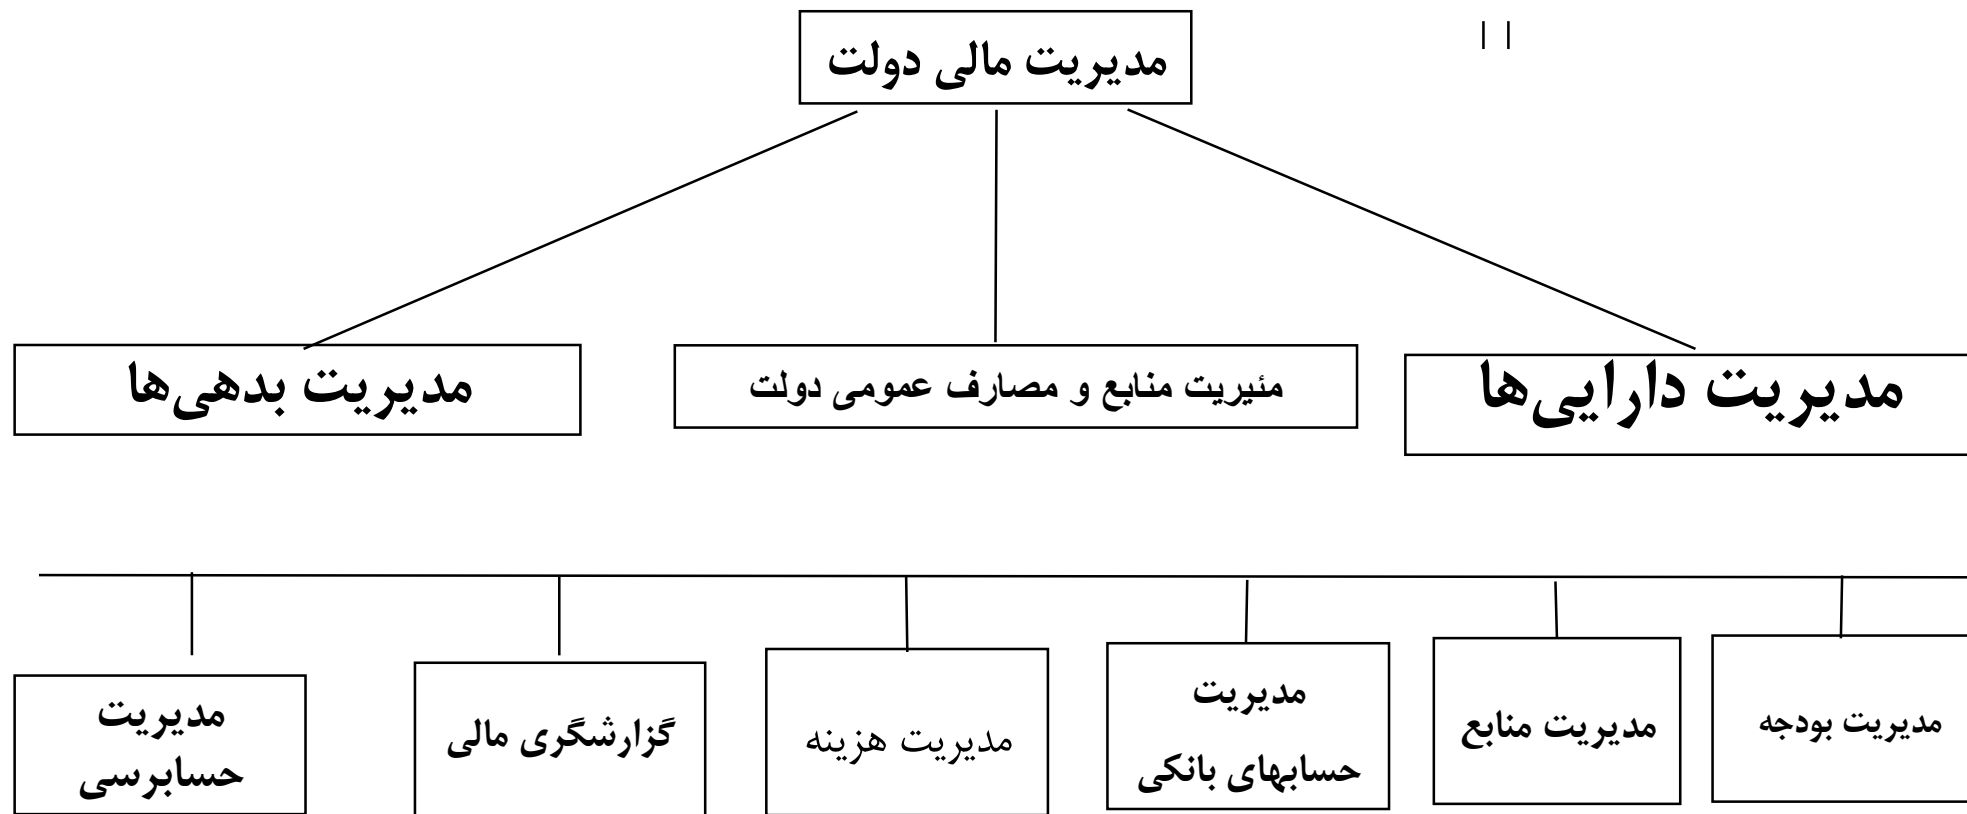 مدیریت مالی دولت
مدیریت دارایی‌ها
مئیریت منابع و مصارف عمومی دولت
مدیریت بدهی‌ها
مدیریت بودجه
مدیریت منابع
مدیریت
حسابهای بانکی
مدیریت هزینه
گزارشگری مالی
مدیریت
حسابرسی